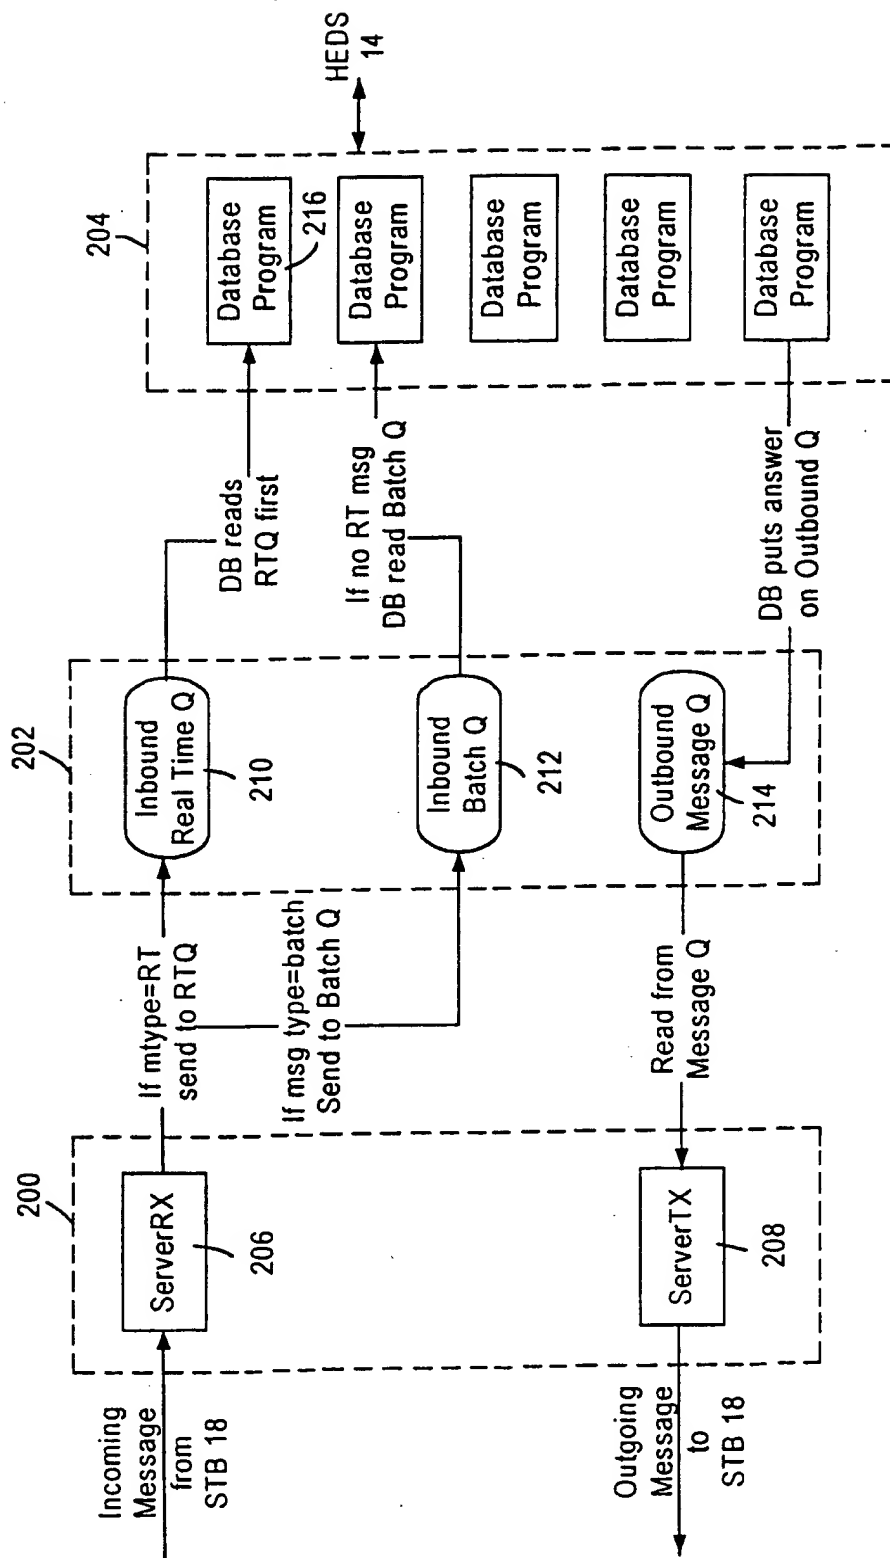 Incoming
Message
from
STB 18
Outgoing
Message
to
STB 18
200
ServerRX
206
ServerTX
208
If mtype=RT
send to RTQ
If msg type=batch
Send to Batch Q
Read from
Message Q
202
Inbound
Real Time Q
210
Inbound
Batch Q
212
Outbound
Message Q
214
DB reads
RTQ first
If no RT msg
DB read Batch Q
DB puts answer
on Outbound Q
204
Database
Program
216
Database
Program
Database
Program
Database
Program
Database
Program
HEDS
14